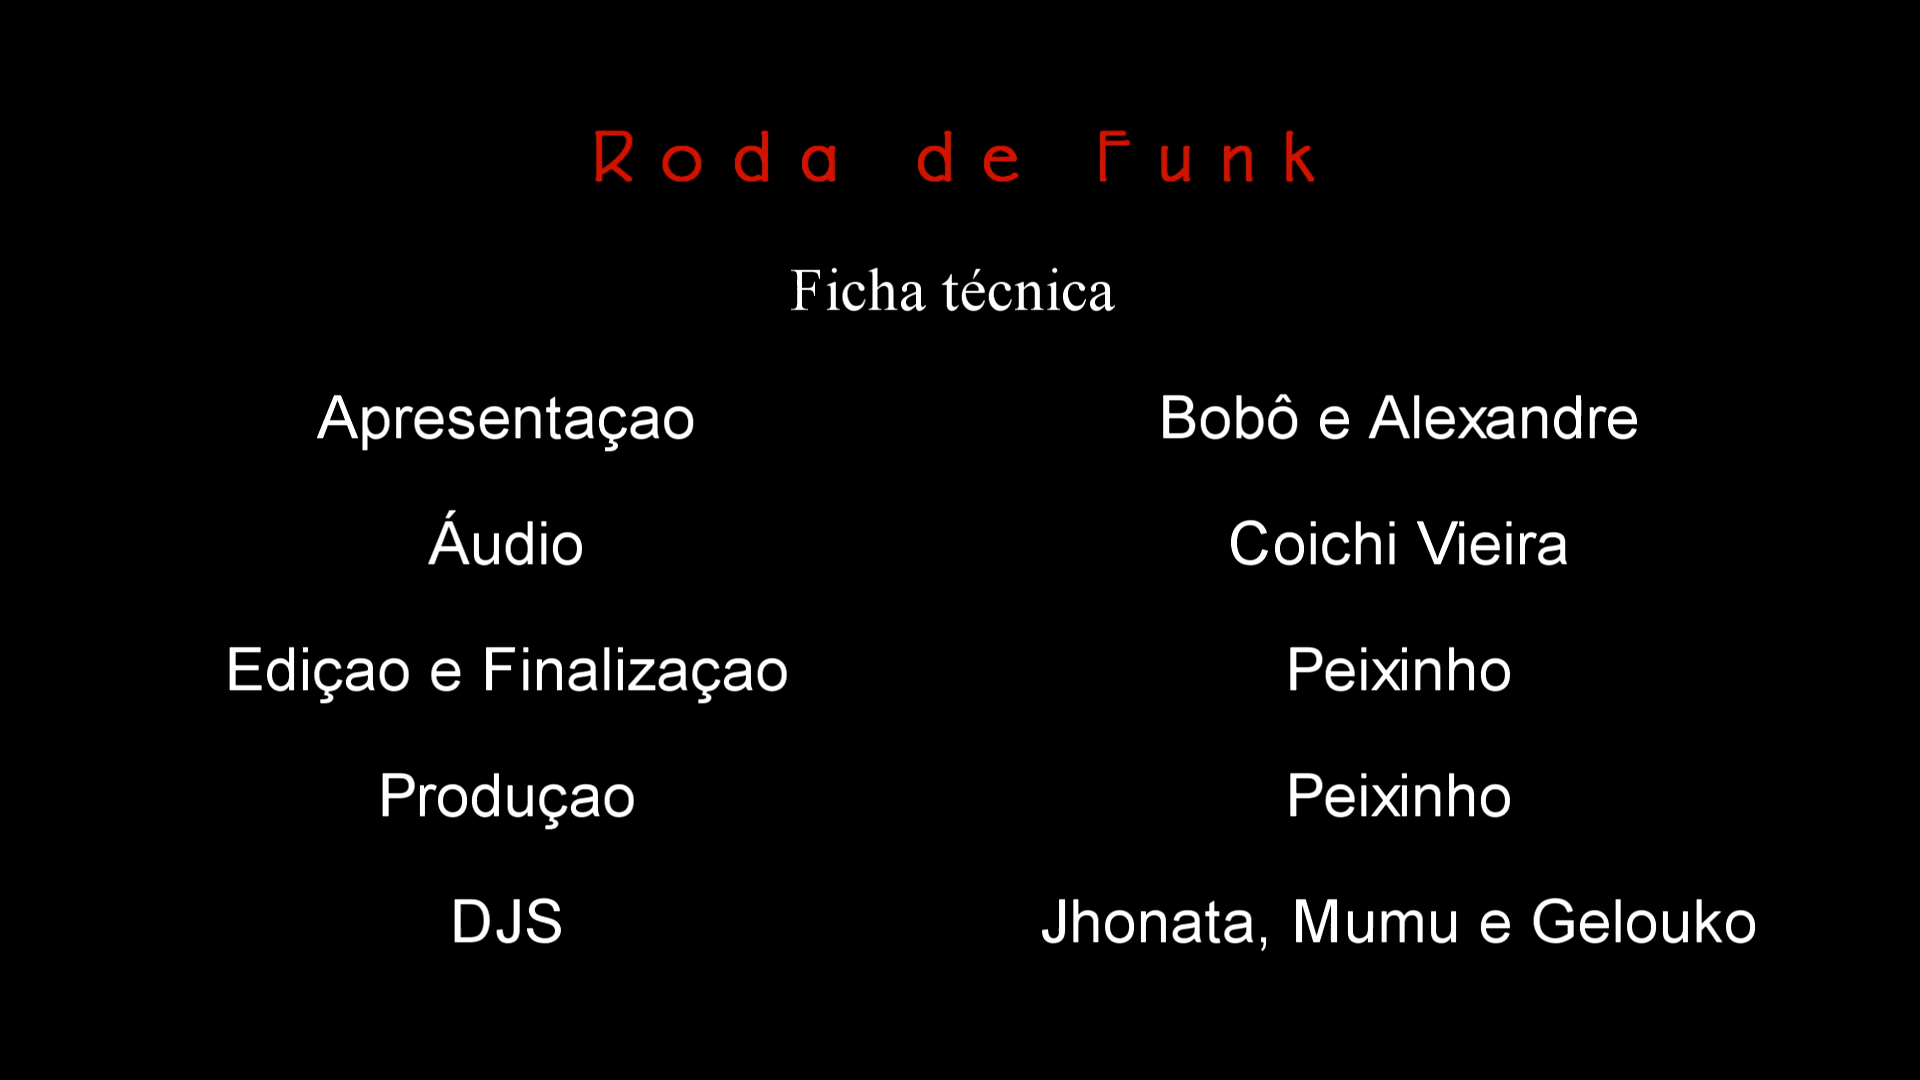 Roda de Funk
Ficha técnica
Apresentaçao Bobô e Alexandre
Áudio Coichi Vieira
Ediçao e Finalizaçao Peixinho
Produçao Peixinho
DJS Jhonata, Mumu e Gelouko